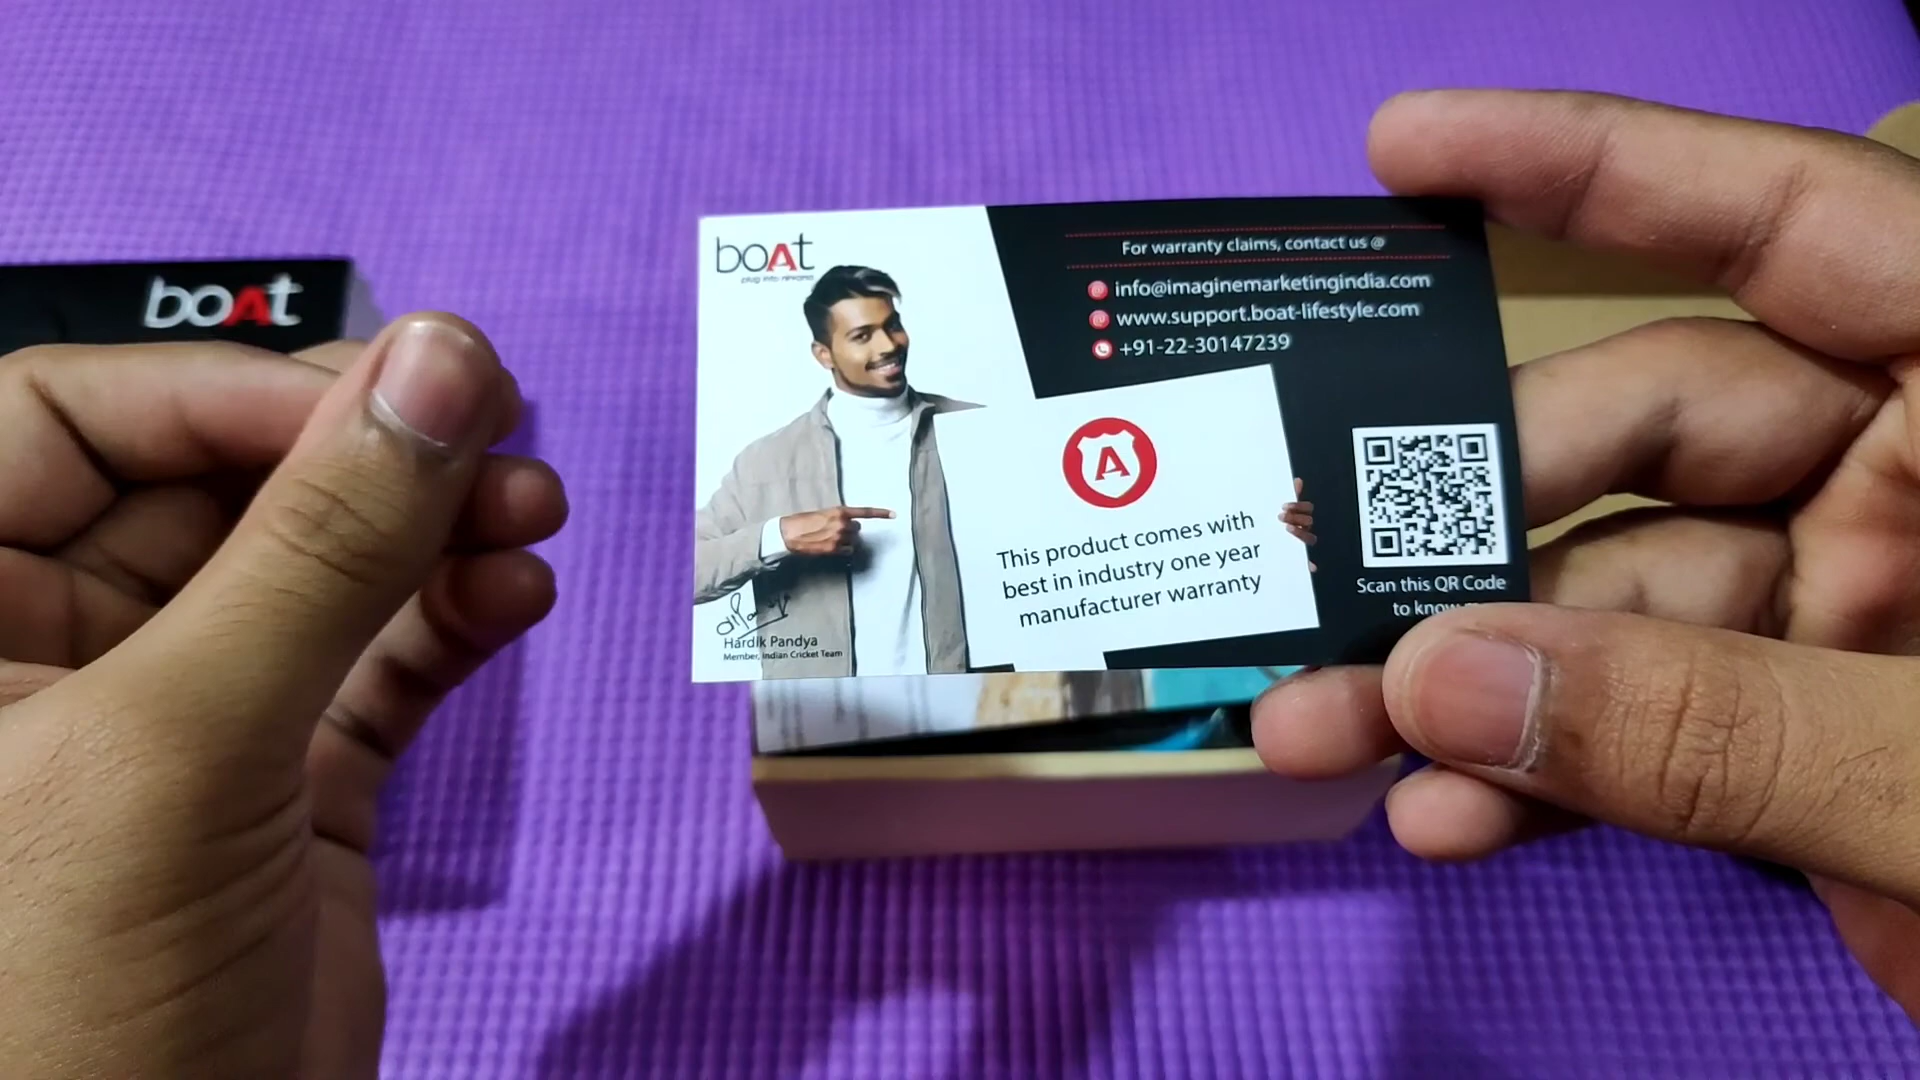 boAt
boAt
plug into nirvana
For warranty claims, contact us @
info@imaginemarketingindia.com
www.support.boat-lifestyle.com
+91-22-30147239
A
This product comes with
best in industry one year
manufacturer warranty
Scan this QR Code
to know
Hardik Pandya
Member, Indian Cricket Team